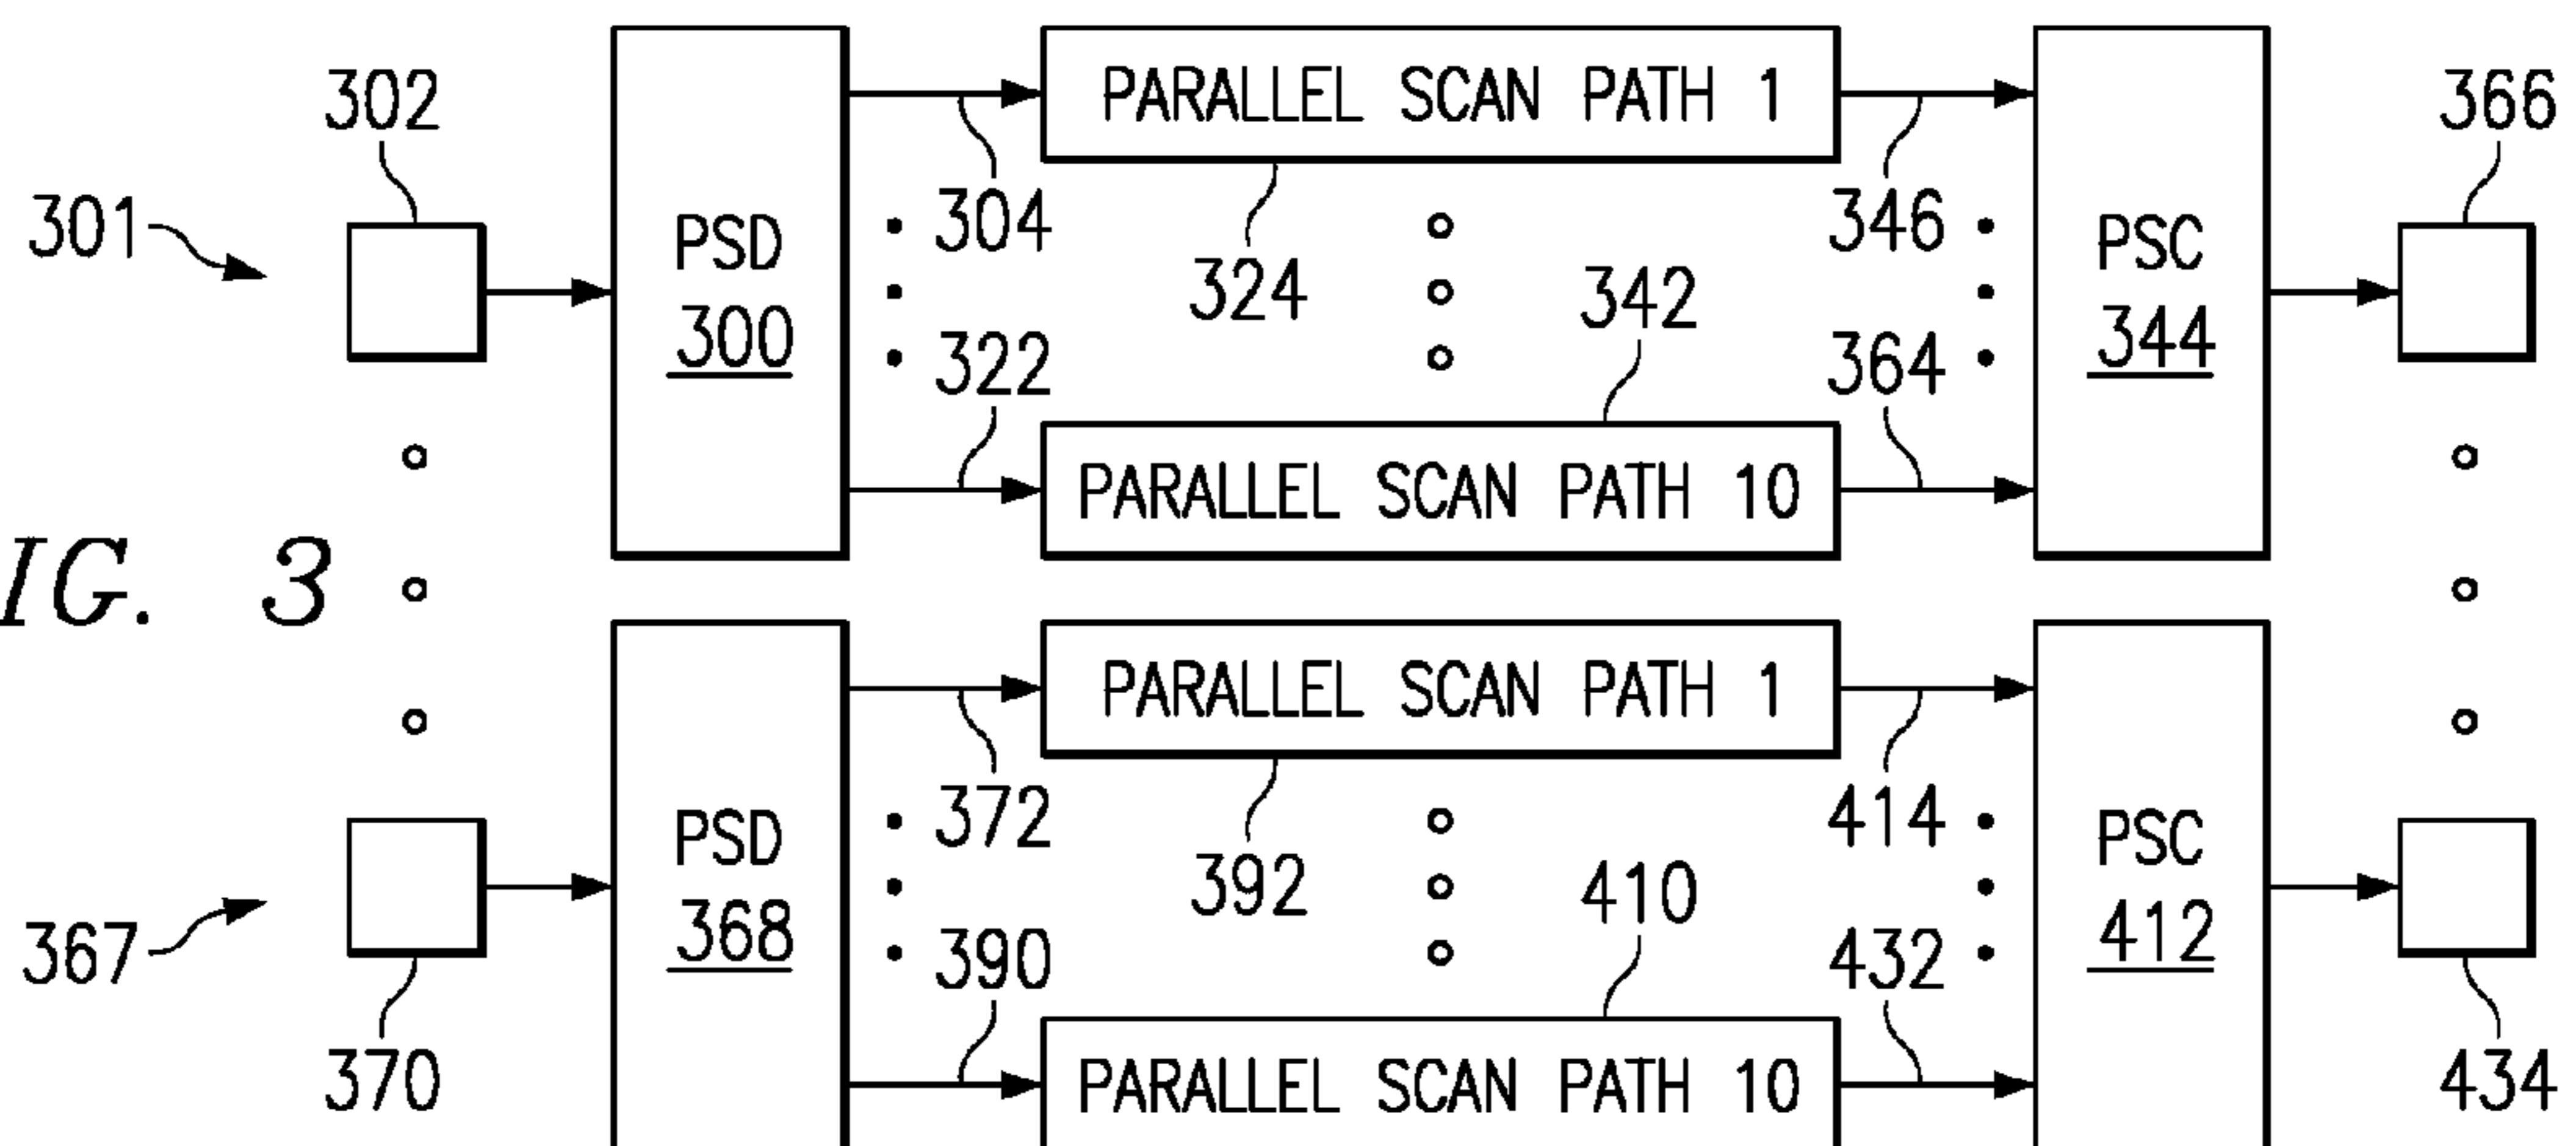 302
PARALLEL SCAN PATH 1
366
301
PSD
300
304
324
346
PSC
344
322
342
364
PARALLEL SCAN PATH 10
IG. 3
PARALLEL SCAN PATH 1
367
PSD
368
372
392
414
PSC
412
390
410
432
370
PARALLEL SCAN PATH 10
434